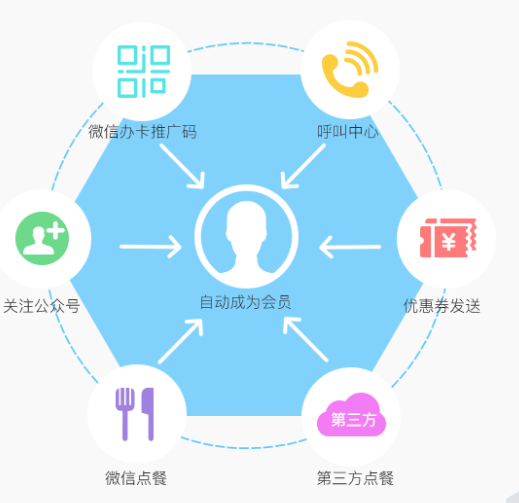 微信办卡推广码
呼叫中心
¥
自动成为会员
关注公众号
优惠券发送
第三方
微信点餐
第三方点餐